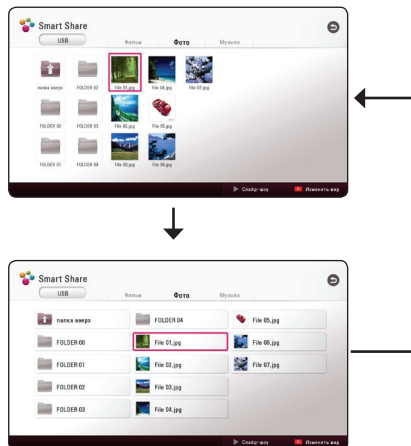 Smart Share
USB
Фильм Фото Музыка
папка вверх FOLDER 02 File 01.jpg File 04.jpg File 07.jpg
FOLDER 00 FOLDER 03 File 02.jpg File 05.jpg
FOLDER 01 FOLDER 04 File 03.jpg File 06.jpg
Слайд-шоу Изменить вид
Smart Share
USB
Фильм Фото Музыка
папка вверх FOLDER 04 File 05.jpg
FOLDER 00 File 01.jpg File 06.jpg
FOLDER 01 File 02.jpg File 07.jpg
FOLDER 02 File 03.jpg
FOLDER 03 File 04.jpg
Слайд-шоу Изменить вид